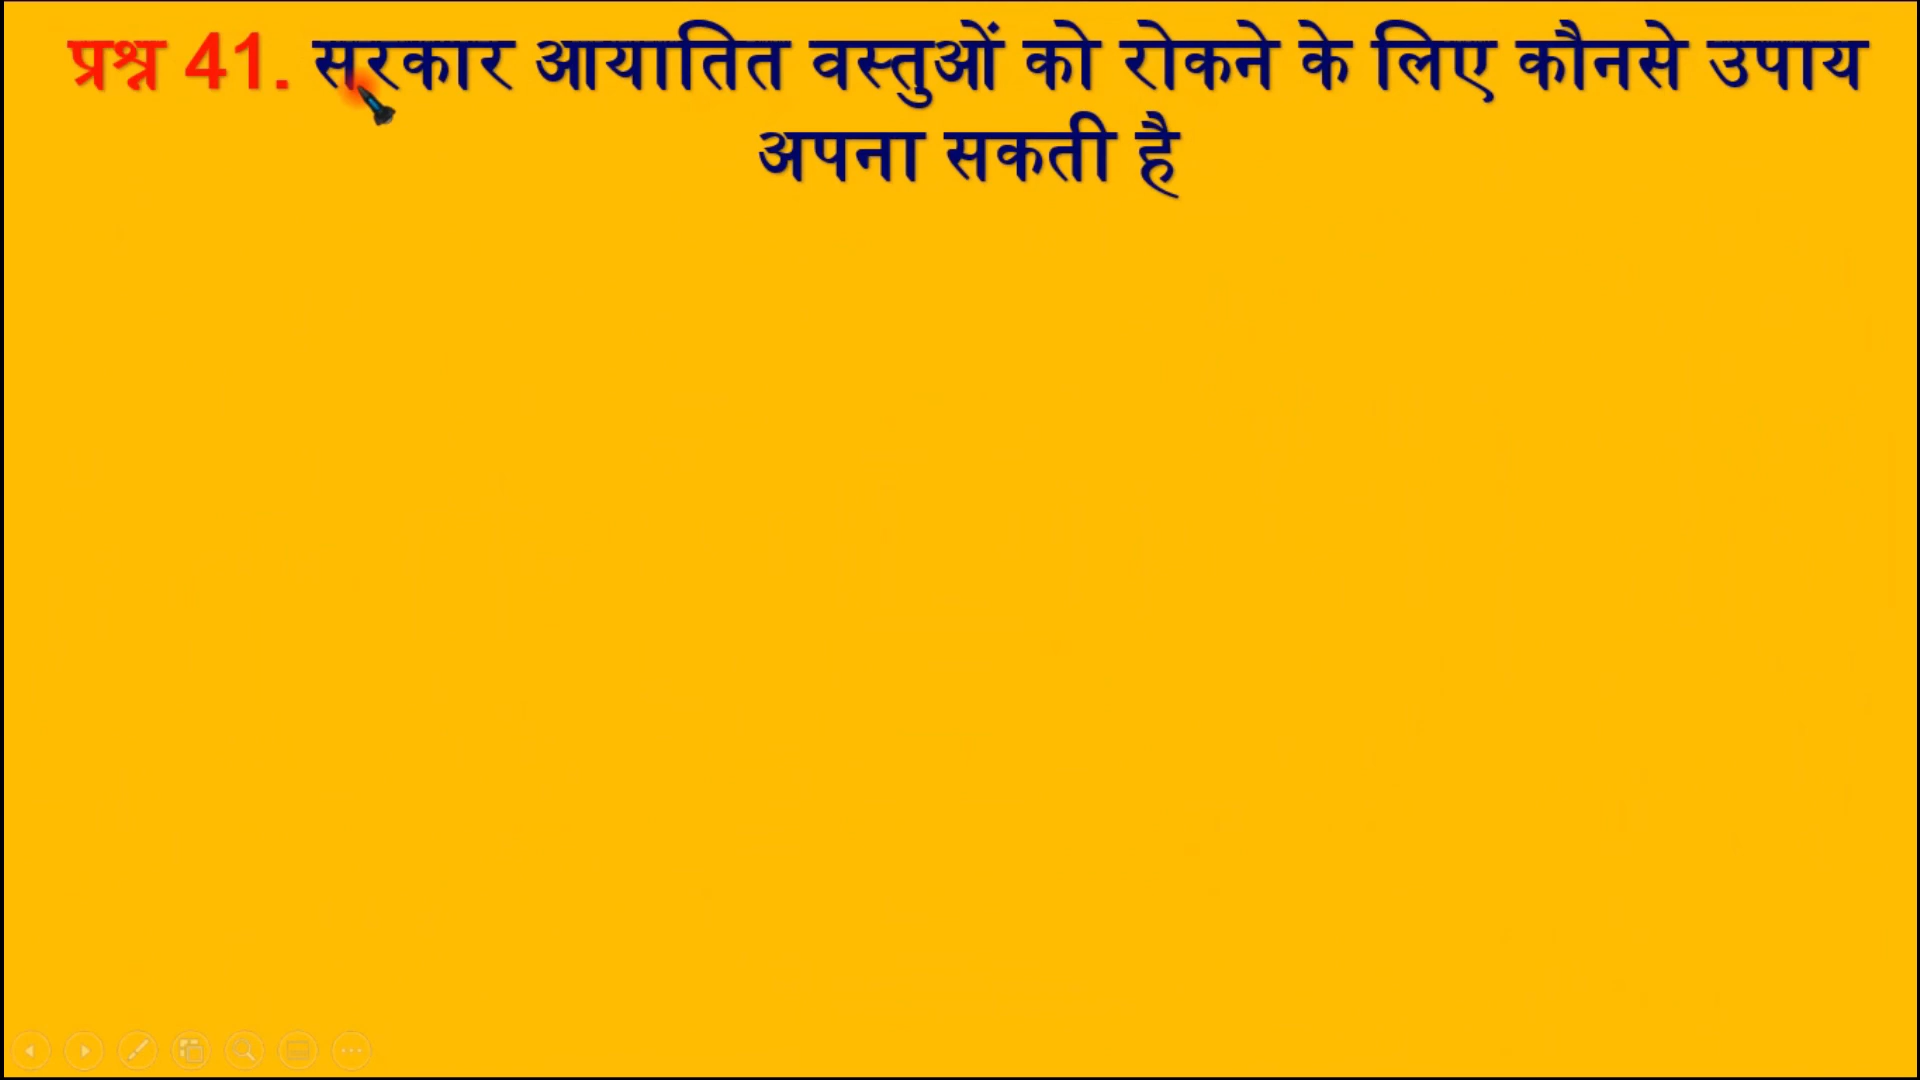 प्रश्न 41. सरकार आयातित वस्तुओं को रोकने के लिए कौनसे उपाय
अपना सकती है